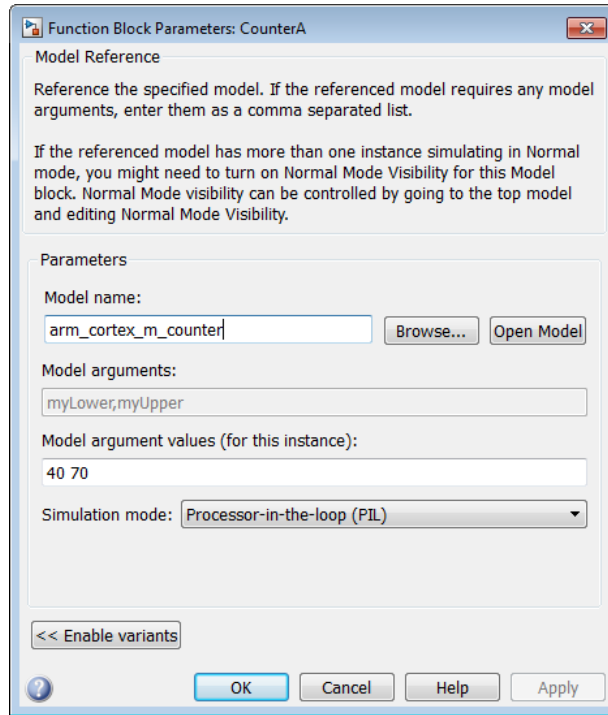 Function Block Parameters: CounterA
Model Reference
Reference the specified model. If the referenced model requires any model
arguments, enter them as a comma separated list.
If the referenced model has more than one instance simulating in Normal
mode, you might need to turn on Normal Mode Visibility for this Model
block. Normal Mode visibility can be controlled by going to the top model
and editing Normal Mode Visibility.
Parameters
Model name:
arm_cortex_m_counter
Browse... Open Model
Model arguments:
myLower,myUpper
Model argument values (for this instance):
40 70
Simulation mode: Processor-in-the-loop (PIL)
<< Enable variants
OK Cancel Help Apply